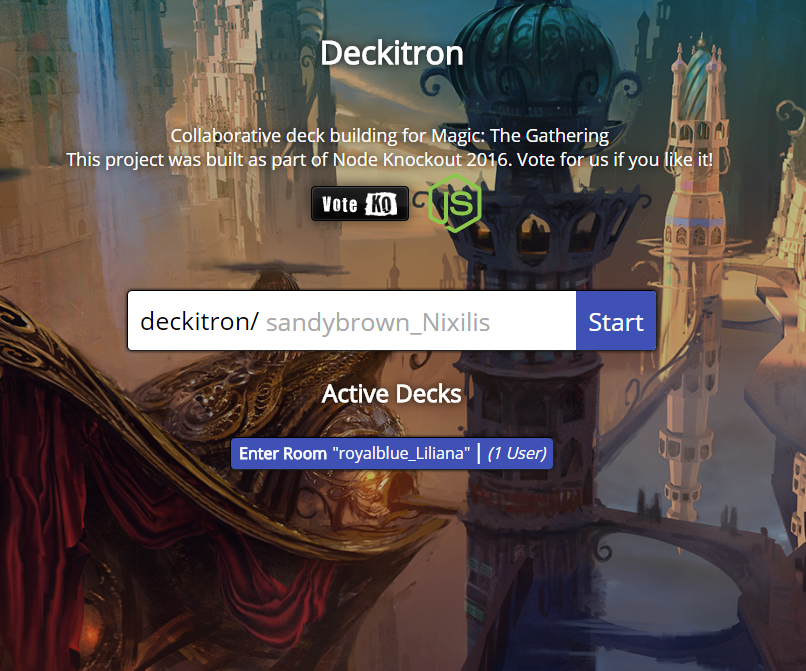 Deckitron
Collaborative deck building for Magic: The Gathering
This project was built as part of Node Knockout 2016. Vote for us if you like it!
Vote KO JS
deckitron/ sandybrown_Nixilis Start
Active Decks
Enter Room "royalblue_Liliana" | (1 User)